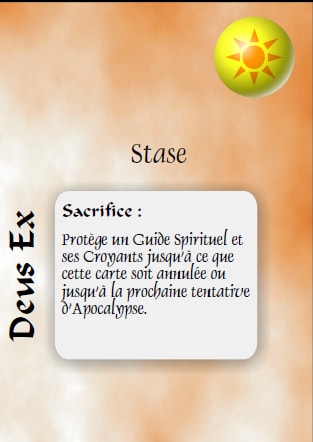 Stase
Deus Ex
Sacrifice :
Protège un Guide Spirituel et
ses Croyants jusqu'à ce que
cette carte soit annulée ou
jusqu'à la prochaine tentative
d'Apocalypse.